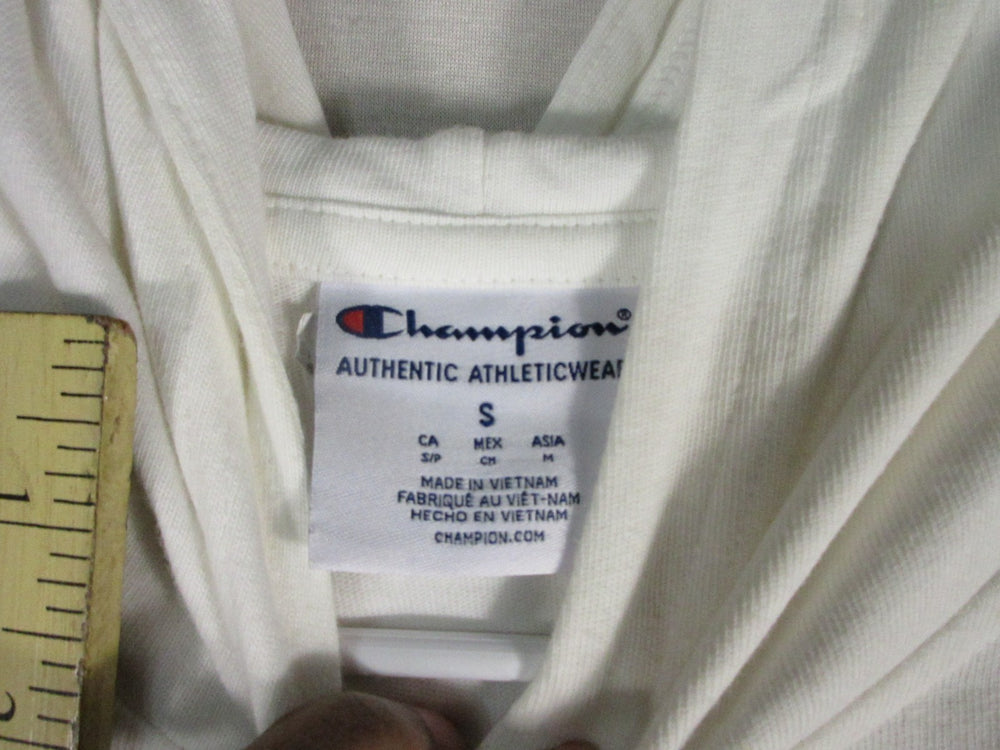 Champion®
AUTHENTIC ATHLETICWEAR
S
CA MEX ASIA
S/P CH M
MADE IN VIETNAM
FABRIQUÉ AU VIÊT-NAM
HECHO EN VIETNAM
CHAMPION.COM
1
2